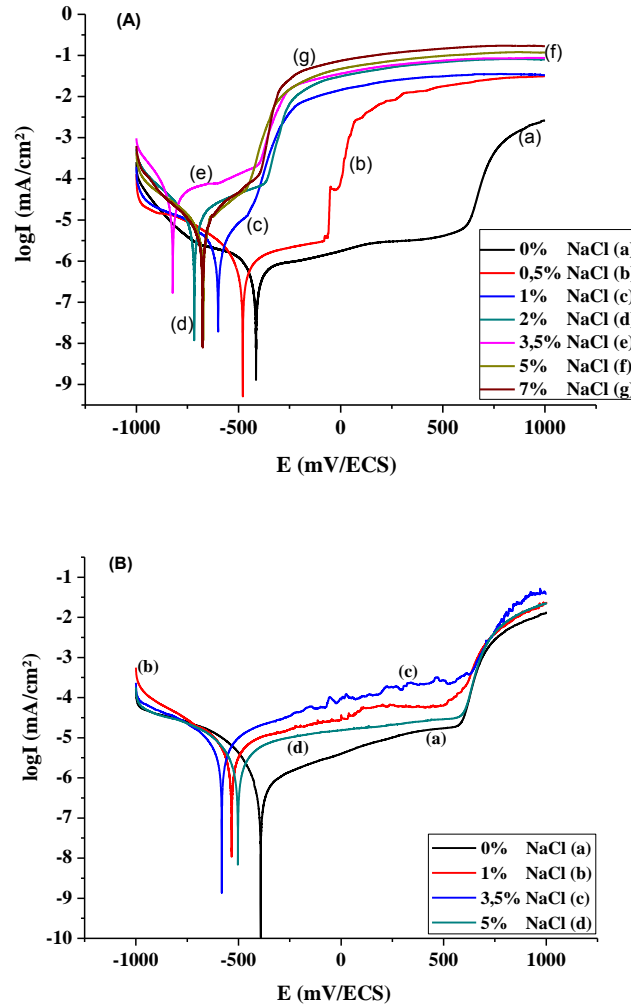 (A)
0
-1
-2
-3
-4
-5
-6
-7
-8
-9
logI (mA/cm²)
(g)
(f)
(a)
(b)
(e)
(c)
(d)
0% NaCl (a)
0,5% NaCl (b)
1% NaCl (c)
2% NaCl (d)
3,5% NaCl (e)
5% NaCl (f)
7% NaCl (g)
-1000 -500 0 500 1000
E (mV/ECS)
(B)
-1
-2
-3
-4
-5
-6
-7
-8
-9
-10
logI (mA/cm²)
(b)
(c)
(d)
(a)
0% NaCl (a)
1% NaCl (b)
3,5% NaCl (c)
5% NaCl (d)
-1000 -500 0 500 1000
E (mV/ECS)